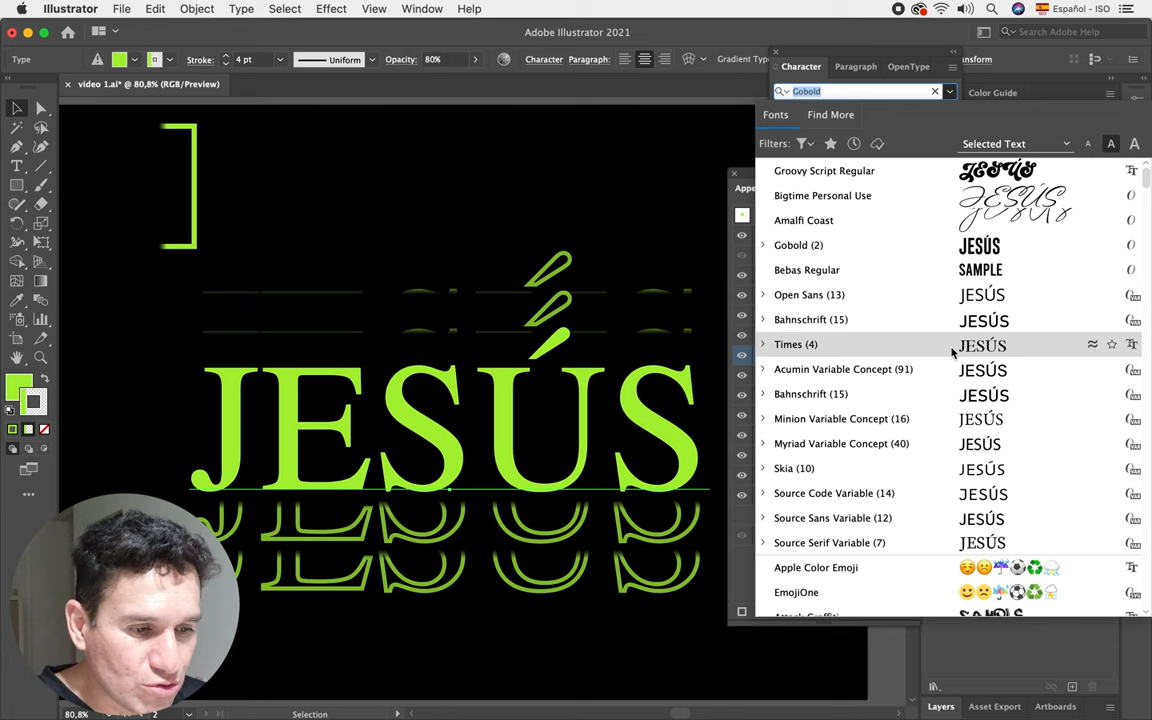 Illustrator File Edit Object Type Select Effect View Window Help
Español - ISO
Adobe Illustrator 2021
Search Adobe Help
Type
Stroke:
4 pt
Uniform
Opacity:
80%
Character
Paragraph:
Gradient Type
Transform
Character
Paragraph
OpenType
video 1.ai* @ 80,8% (RGB/Preview)
Gobold
Color Guide
Fonts
Find More
Filters:
Selected Text
A A A
Groovy Script Regular JESÚS
Bigtime Personal Use JESÚS
Amalfi Coast
Gobold (2) JESÚS
Bebas Regular SAMPLE
Open Sans (13) JESÚS
Bahnschrift (15) JESÚS
Times (4) JESÚS
Acumin Variable Concept (91) JESÚS
Bahnschrift (15) JESÚS
Minion Variable Concept (16) JESÚS
Myriad Variable Concept (40) JESÚS
Skia (10) JESÚS
Source Code Variable (14) JESÚS
Source Sans Variable (12) JESÚS
Source Serif Variable (7) JESÚS
Apple Color Emoji
EmojiOne
JESÚS
80,8%
2
Selection
Layers
Asset Export
Artboards